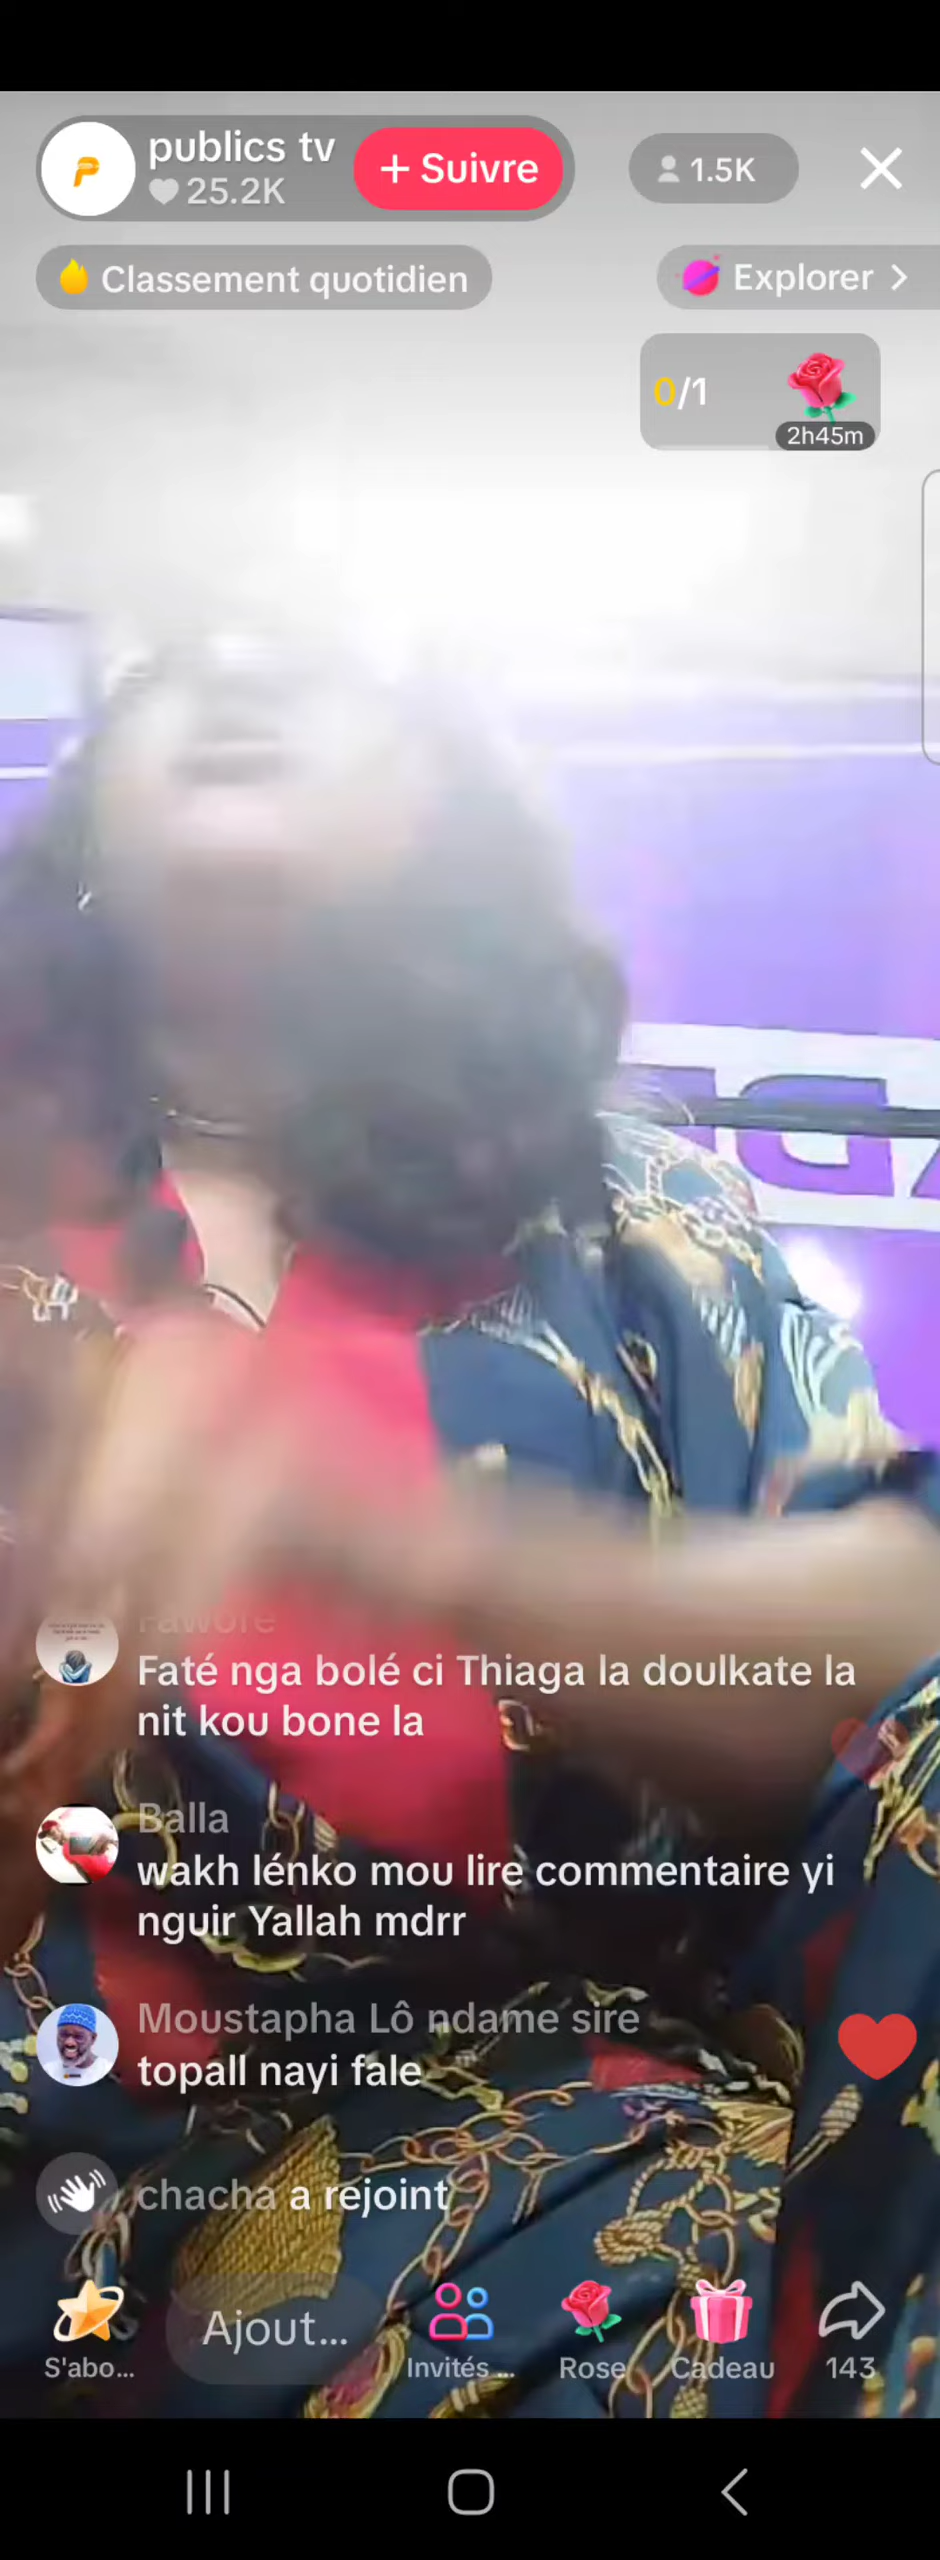 publics tv
25.2K
+ Suivre
1.5K
Classement quotidien
Explorer
0/1
2h45m
Fawore
Faté nga bolé ci Thiaga la doulkate la
nit kou bone la
Balla
wakh lénko mou lire commentaire yi
nguir Yallah mdrr
Moustapha Lô ndame sire
topall nayi fale
chacha a rejoint
S'abo...
Ajout...
Invités ...
Rose
Cadeau
143